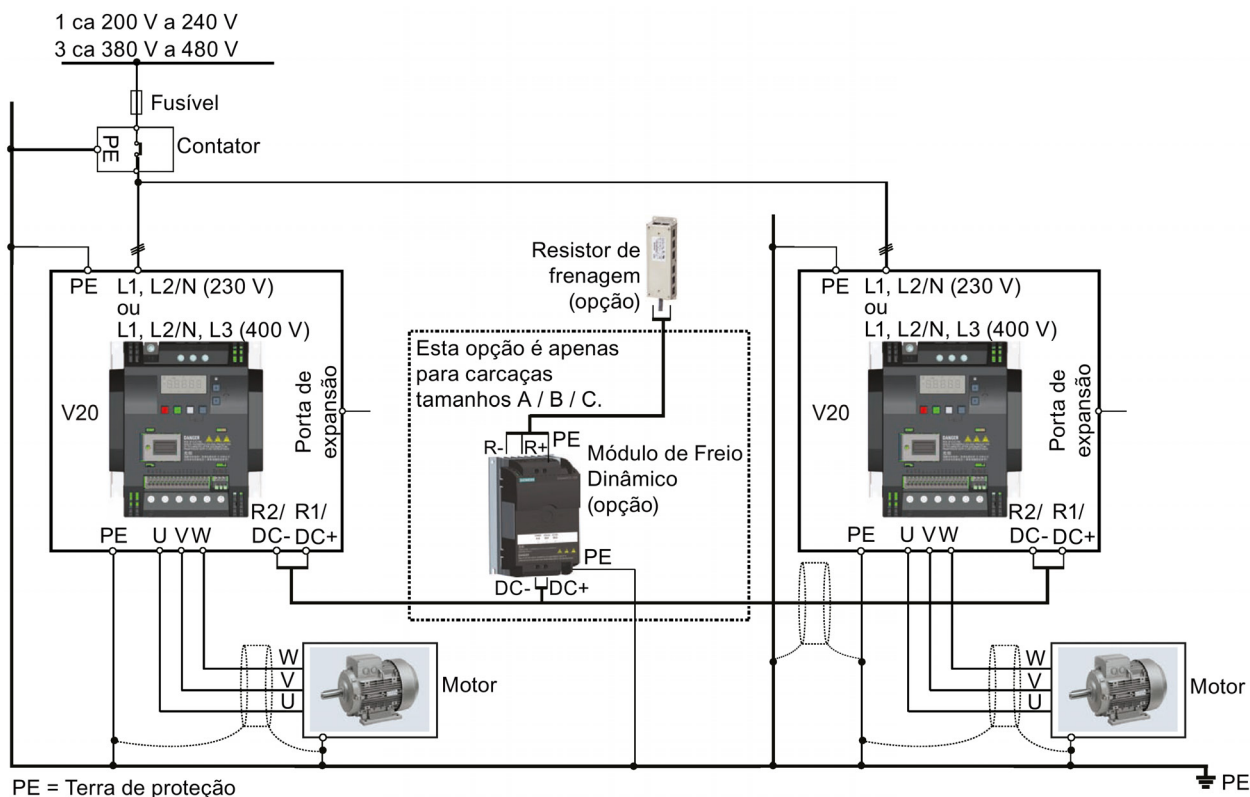 1 ca 200 V a 240 V
3 ca 380 V a 480 V
Fusível
PE
Contator
Resistor de
frenagem
(opção)
PE
L1, L2/N (230 V)
ou
L1, L2/N, L3 (400 V)
V20
Porta de
expansão
PE
U V W
R2/
DC-
R1/
DC+
Esta opção é apenas
para carcaças
tamanhos A / B / C.
R-
R+
PE
Módulo de Freio
Dinâmico
(opção)
PE
DC-
DC+
PE
L1, L2/N (230 V)
ou
L1, L2/N, L3 (400 V)
V20
Porta de
expansão
PE
U V W
R2/
DC-
R1/
DC+
W
V
U
Motor
W
V
U
Motor
PE
PE = Terra de proteção